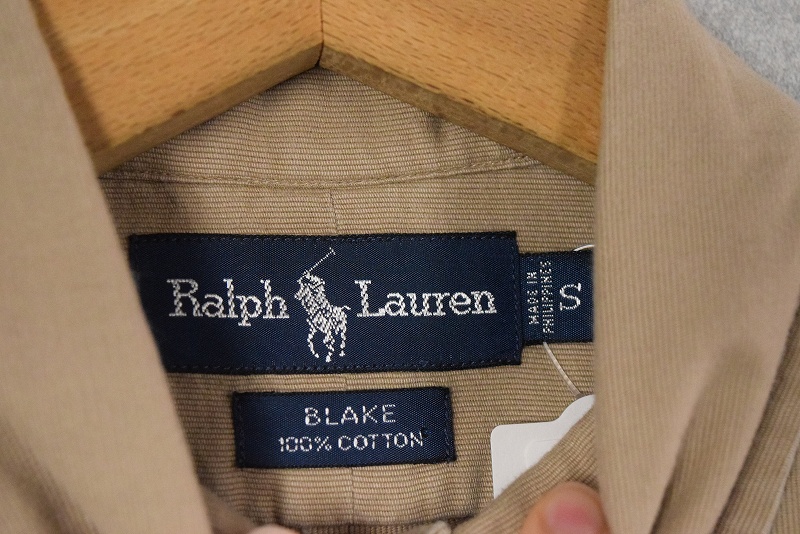 Ralph Lauren
MADE IN
PHILIPPINES
S
BLAKE
100% COTTON